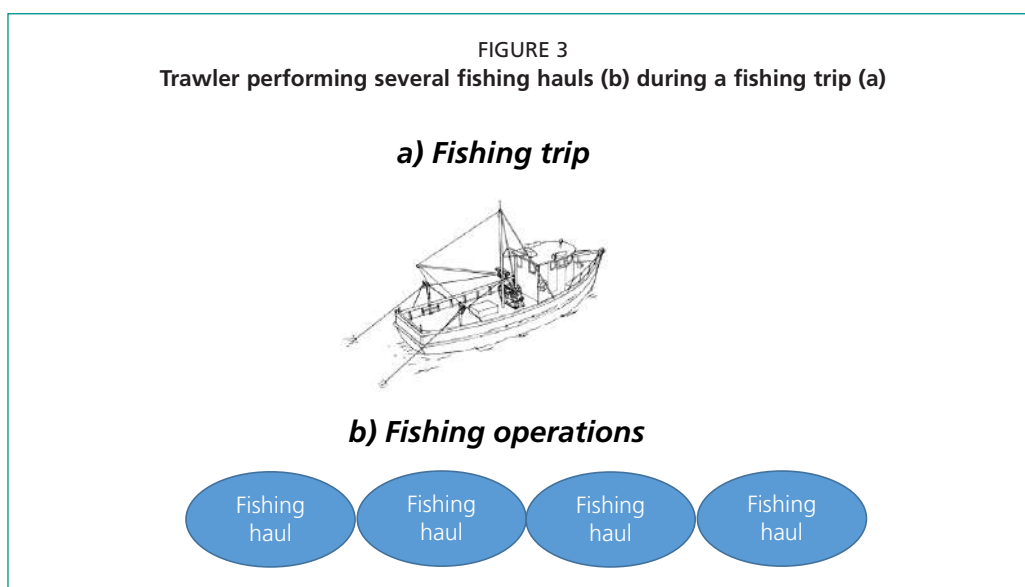 FIGURE 3
Trawler performing several fishing hauls (b) during a fishing trip (a)
a) Fishing trip
b) Fishing operations
Fishing haul
Fishing haul
Fishing haul
Fishing haul